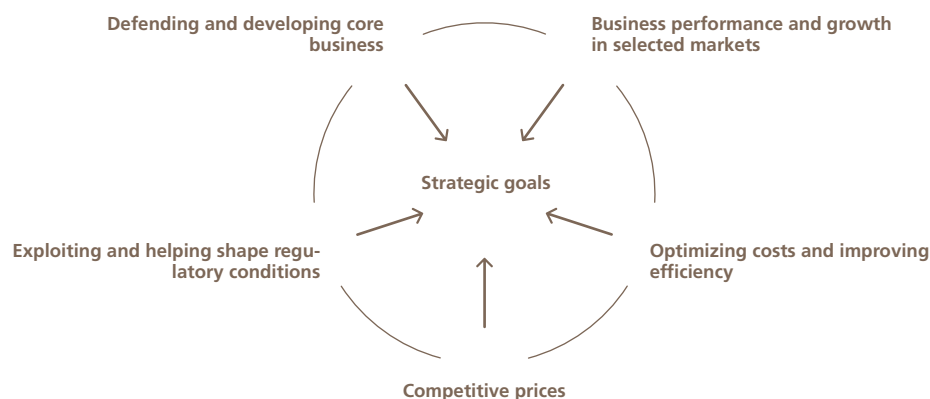 Defending and developing core
business
Business performance and growth
in selected markets
Strategic goals
Exploiting and helping shape regu-
latory conditions
Optimizing costs and improving
efficiency
Competitive prices